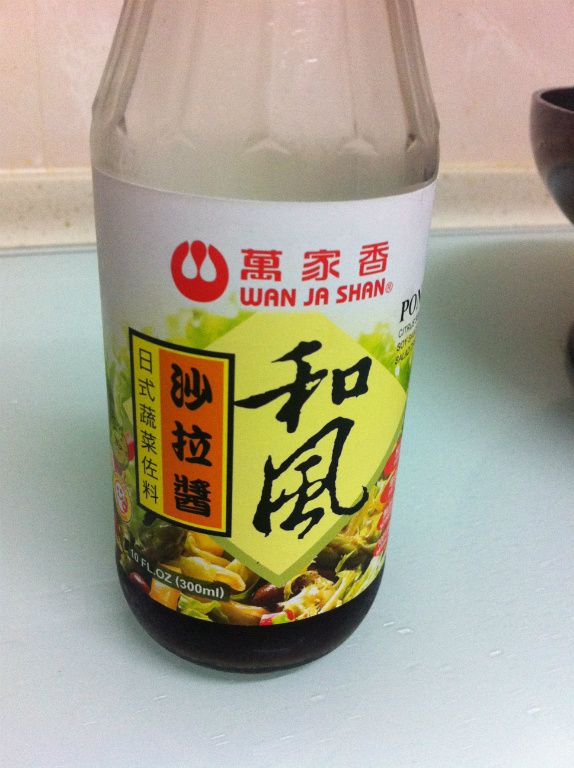 萬家香
WAN JA SHAN®
和風
沙拉醬
日式蔬菜佐料
10 FL.OZ (300ml)